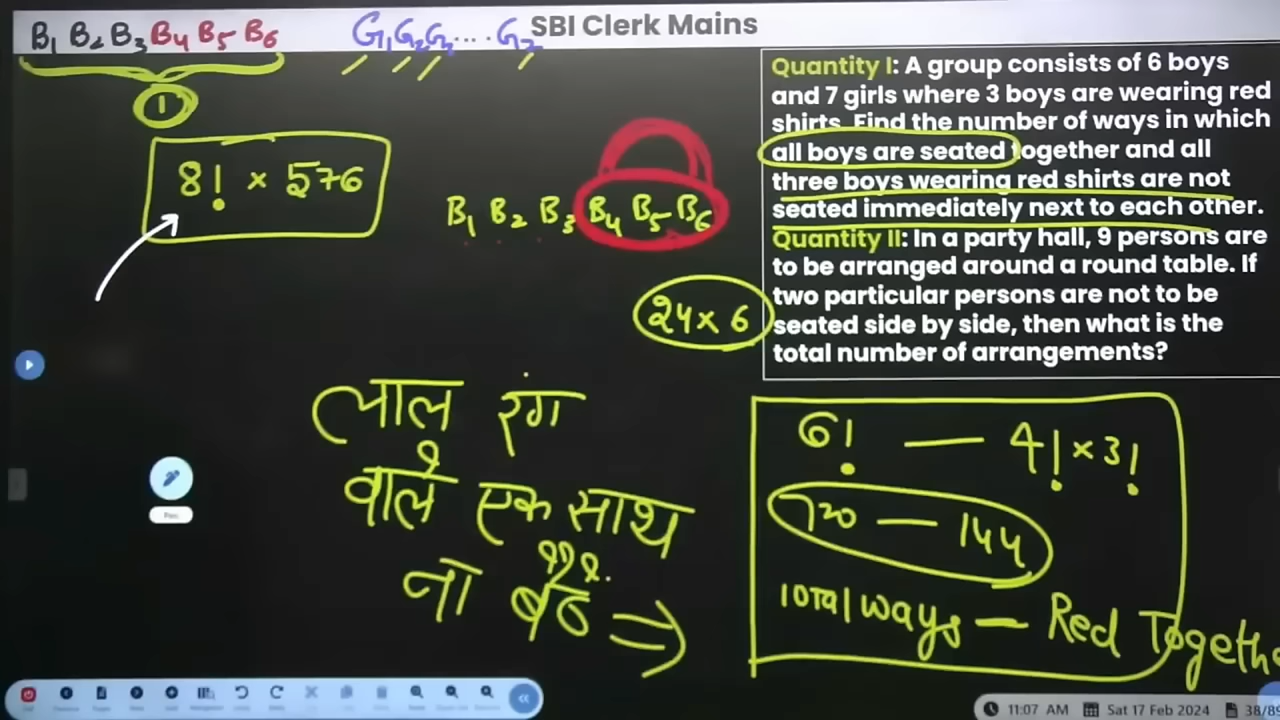 SBI Clerk Mains
B1 B2 B3 B4 B5 B6
G1 G2 G3 .... G7
1
8! × 576
B1 B2 B3 B4 B5 B6
24 × 6
Quantity I: A group consists of 6 boys
and 7 girls where 3 boys are wearing red
shirts. Find the number of ways in which
all boys are seated together and all
three boys wearing red shirts are not
seated immediately next to each other.
Quantity II: In a party hall, 9 persons are
to be arranged around a round table. If
two particular persons are not to be
seated side by side, then what is the
total number of arrangements?
लाल रंग
वाले एक साथ
ना बैठे ⇒
6! — 4! × 3!
720 — 144
Total ways — Red Togethe
Pen
11:07 AM
Sat 17 Feb 2024
38/89